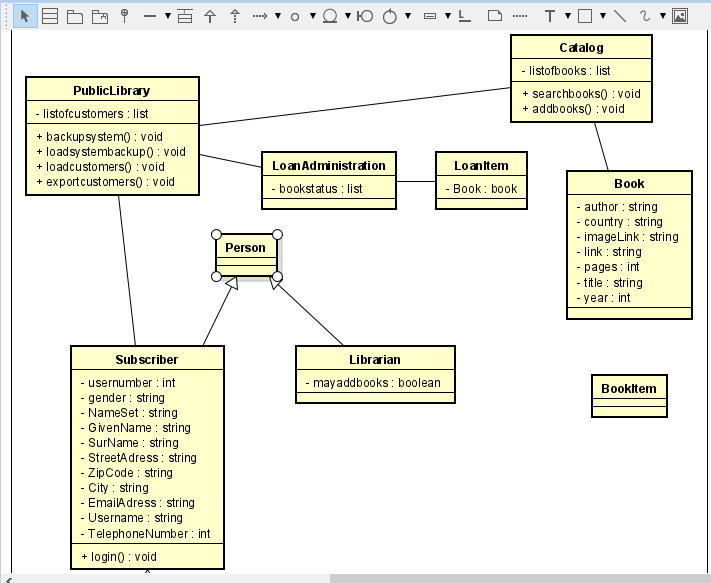 Catalog
- listofbooks : list
+ searchbooks() : void
+ addbooks() : void
PublicLibrary
- listofcustomers : list
+ backupsystem() : void
+ loadsystembackup() : void
+ loadcustomers() : void
+ exportcustomers() : void
LoanAdministration
- bookstatus : list
LoanItem
- Book : book
Book
- author : string
- country : string
- imageLink : string
- link : string
- pages : int
- title : string
- year : int
Person
Subscriber
- usernumber : int
- gender : string
- NameSet : string
- GivenName : string
- SurName : string
- StreetAdress : string
- ZipCode : string
- City : string
- EmailAdress : string
- Username : string
- TelephoneNumber : int
+ login() : void
Librarian
- mayaddbooks : boolean
BookItem